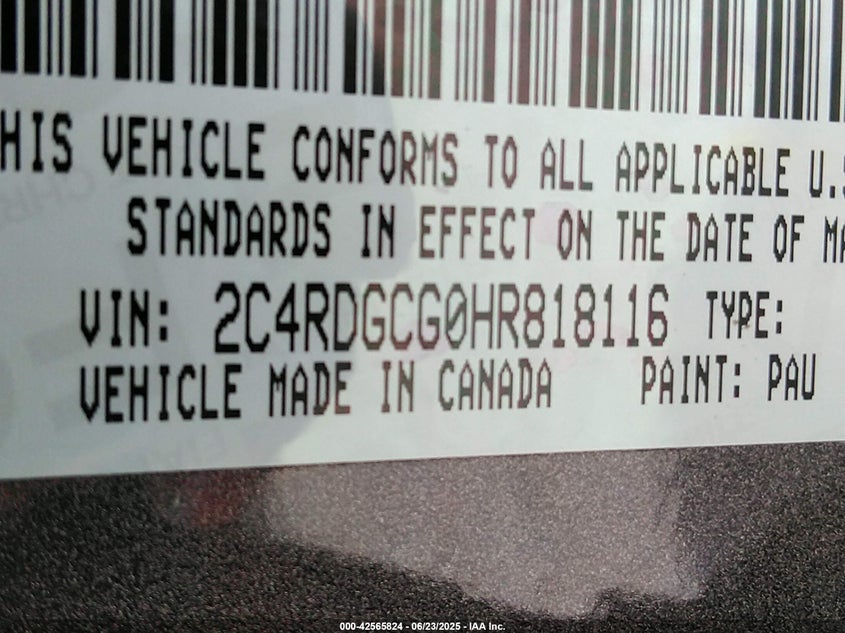 HIS VEHICLE CONFORMS TO ALL APPLICABLE U.S
STANDARDS IN EFFECT ON THE DATE OF MA
VIN: 2C4RDGCG0HR818116 TYPE:
VEHICLE MADE IN CANADA PAINT: PAU
000-42565824 - 06/23/2025 - IAA Inc.